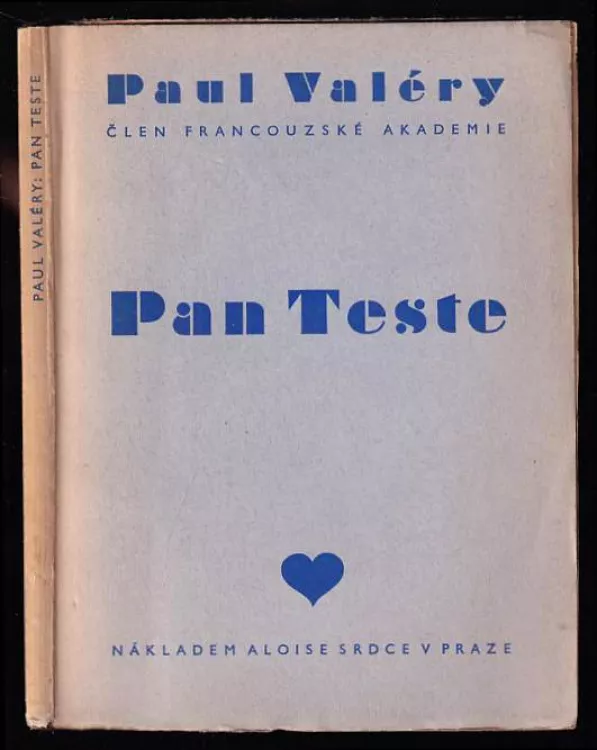 PAUL VALÉRY: PAN TESTE
Paul Valéry
ČLEN FRANCOUZSKÉ AKADEMIE
Pan Teste
NÁKLADEM ALOISE SRDCE V PRAZE